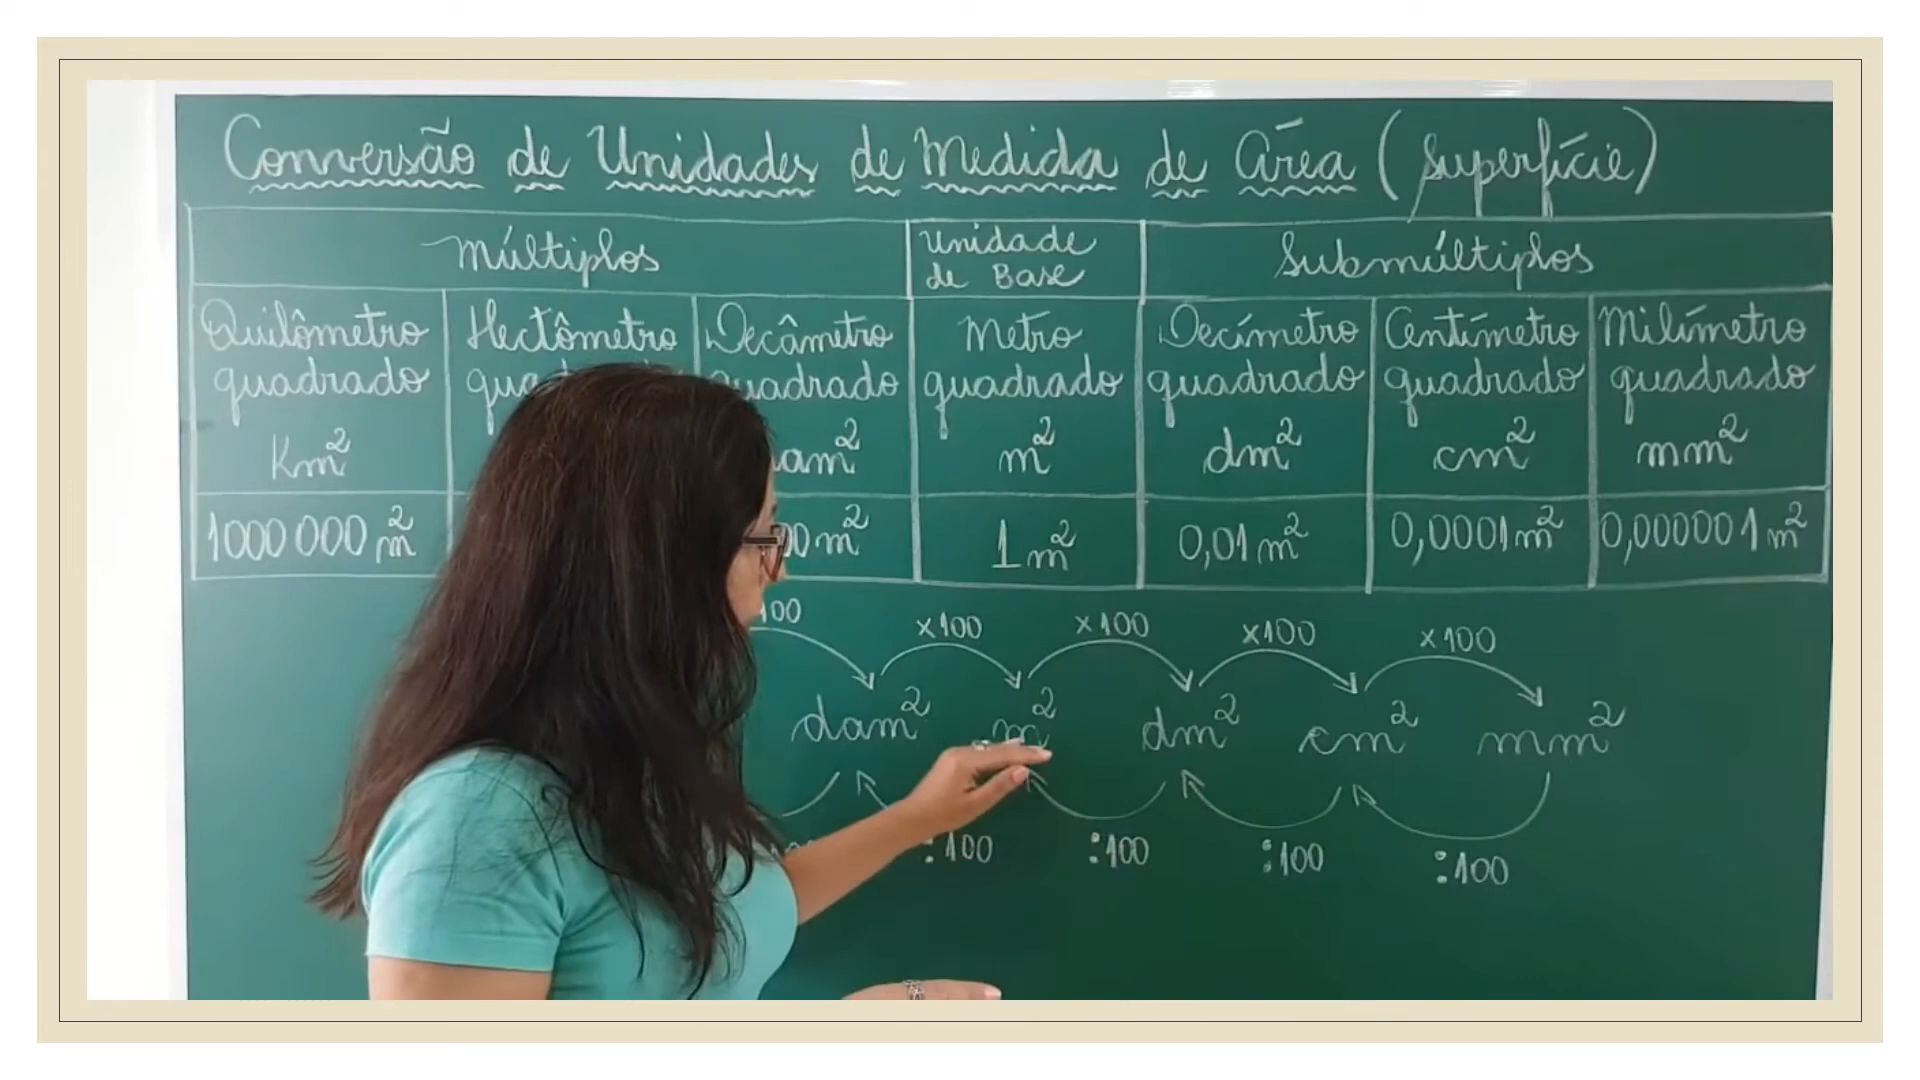 Conversão de Unidades de Medida de Área (Superfície)
Múltiplos
Unidade
de Base
Submúltiplos
Quilômetro
quadrado
Km²
1000 000 m²
Hectômetro
Decâmetro
quadrado
m²
Metro
quadrado
m²
1 m²
Decímetro
quadrado
dm²
0,01 m²
Centímetro
quadrado
cm²
0,0001 m²
Milímetro
quadrado
mm²
0,000001 m²
100 x100 x100 x100 x100
dam² m² dm² cm² mm²
:100 :100 :100 :100